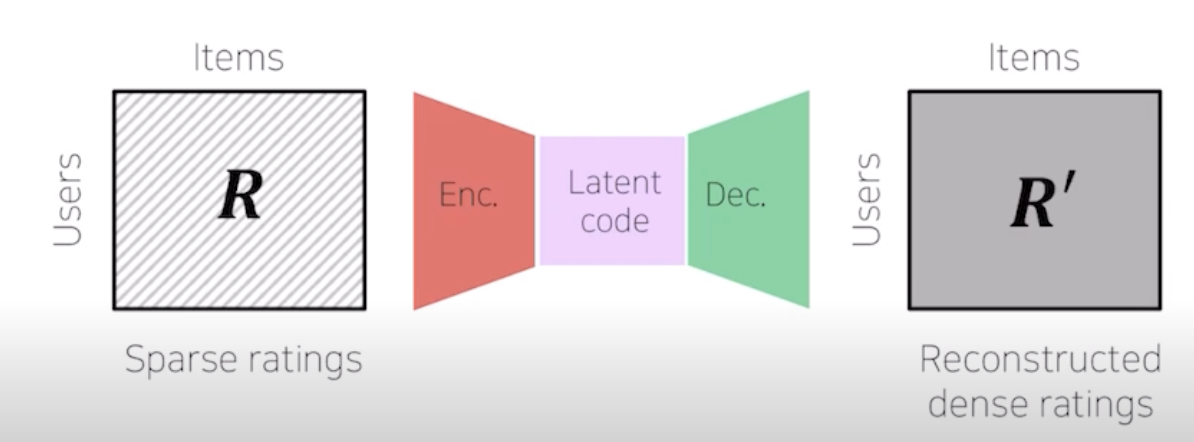 Items
Users
R
Sparse ratings
Enc.
Latent
code
Dec.
Items
Users
R′
Reconstructed
dense ratings